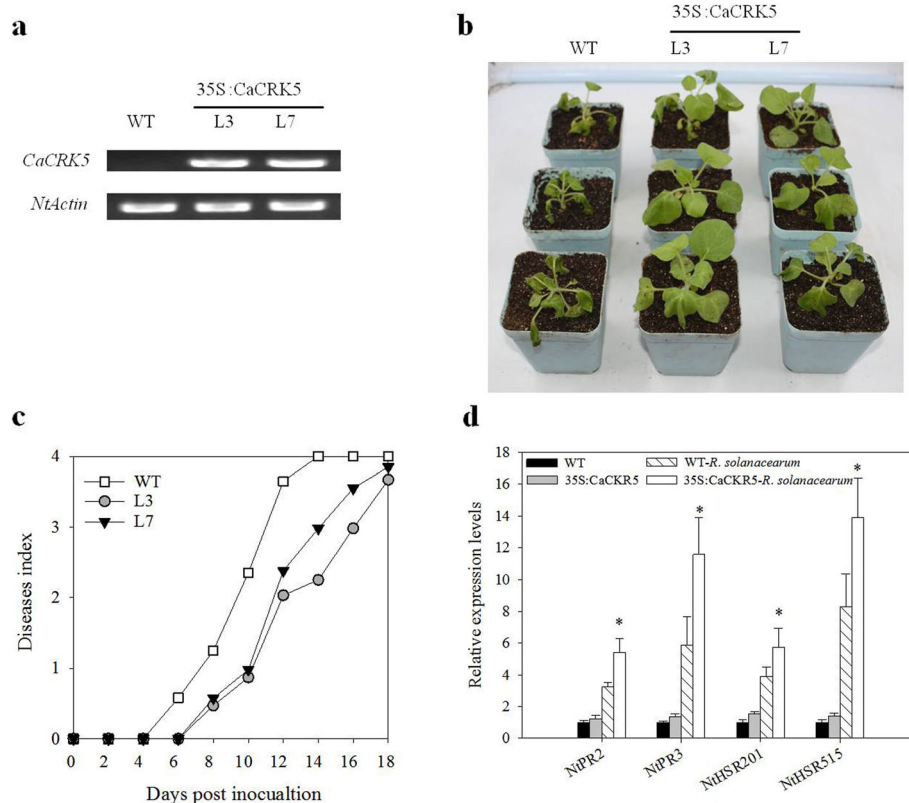 a
35S:CaCRK5
WT L3 L7
CaCRK5
NtActin
b
35S:CaCRK5
WT L3 L7
c
4
3
2
1
0
Diseases index
WT
L3
L7
0 2 4 6 8 10 12 14 16 18
Days post inocualtion
d
18
16
14
12
10
8
6
4
2
0
Relative expression levels
WT WT-R. solanacearum
35S:CaCKR5 35S:CaCKR5-R. solanacearum
* * * *
NtPR2 NtPR3 NtHSR201 NtHSR515